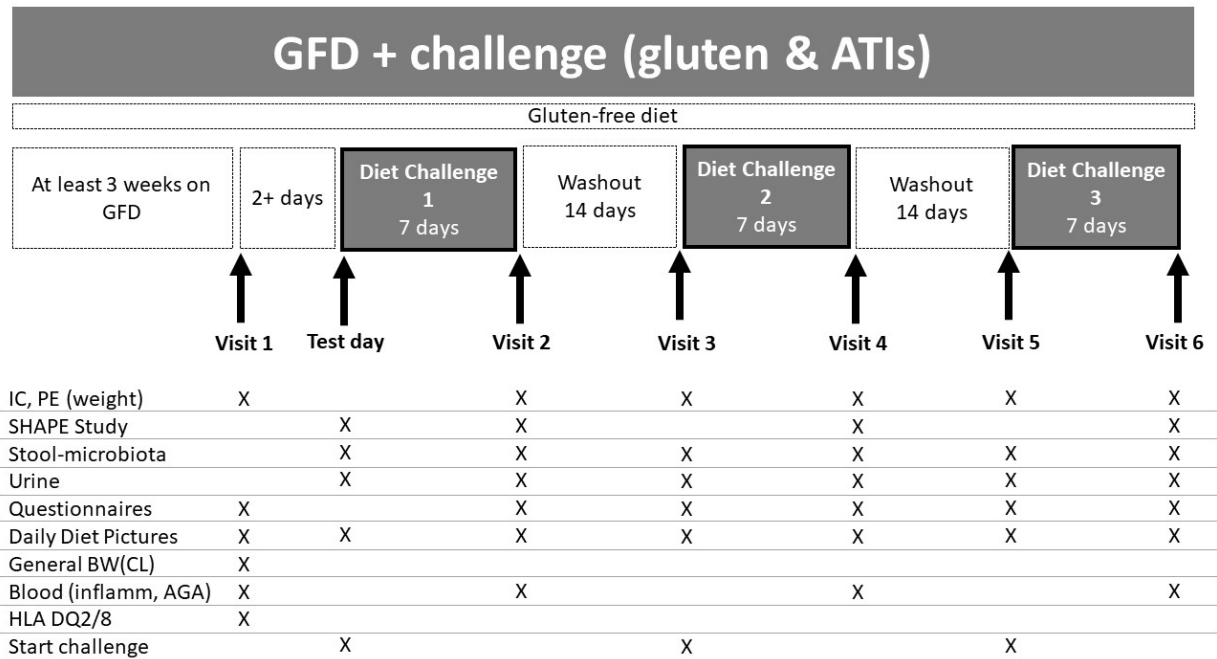 GFD + challenge (gluten & ATIs)
Gluten-free diet
At least 3 weeks on
GFD
2+ days
Diet Challenge
1
7 days
Washout
14 days
Diet Challenge
2
7 days
Washout
14 days
Diet Challenge
3
7 days
Visit 1 Test day Visit 2 Visit 3 Visit 4 Visit 5 Visit 6
IC, PE (weight) X X X X X X
SHAPE Study X X X X
Stool-microbiota X X X X X X
Urine X X X X X X
Questionnaires X X X X X X
Daily Diet Pictures X X X X X X X
General BW(CL) X
Blood (inflamm, AGA) X X X X
HLA DQ2/8 X
Start challenge X X X